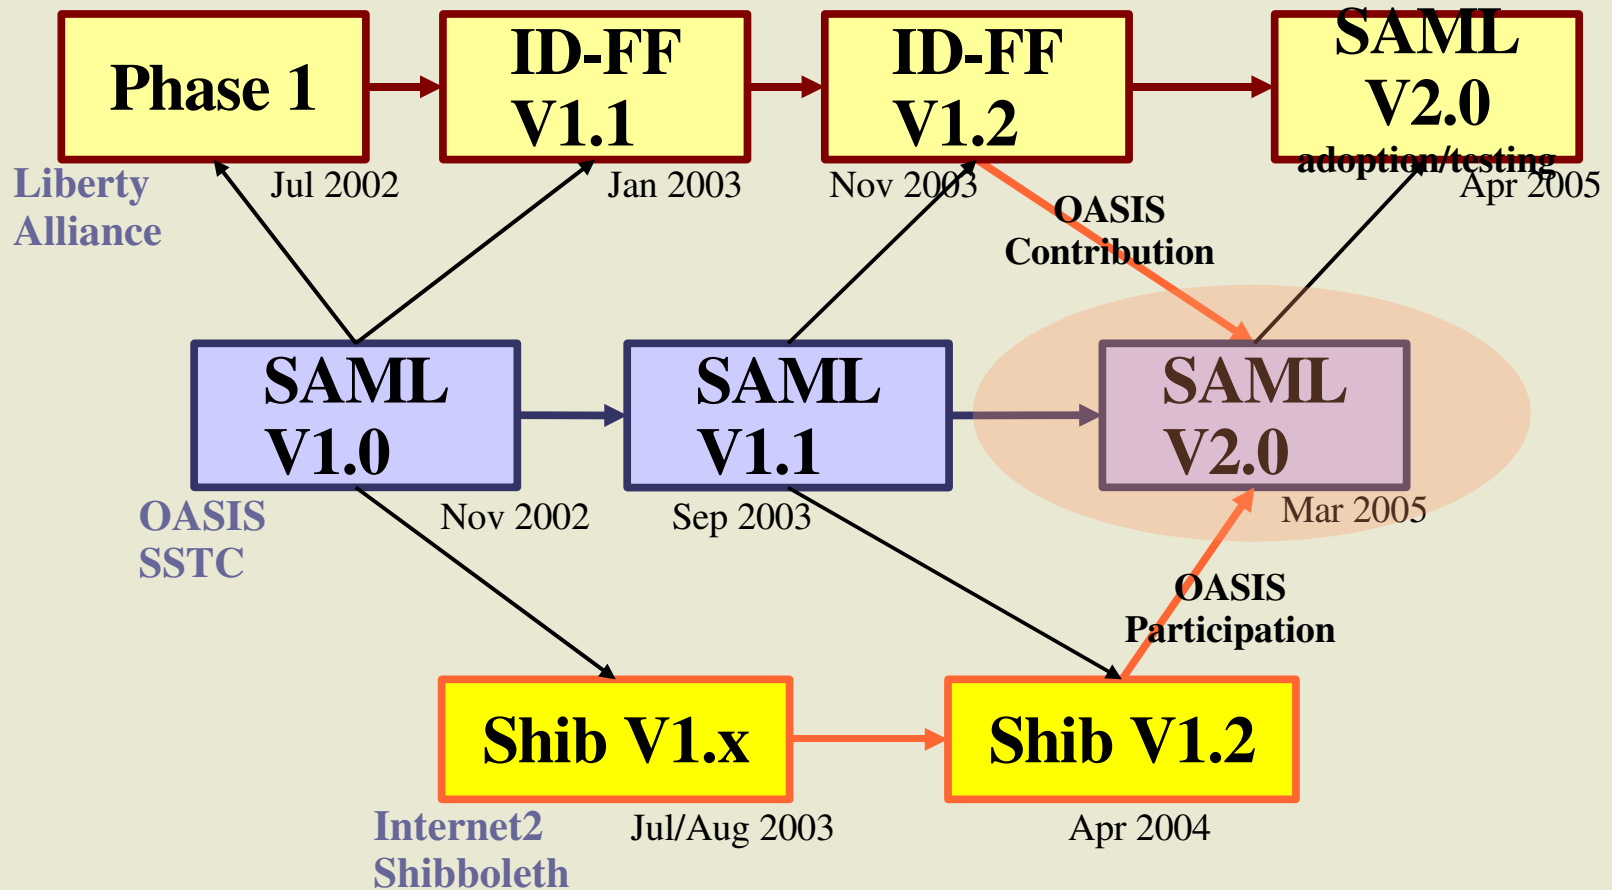 Phase 1
ID-FF
V1.1
ID-FF
V1.2
SAML
V2.0
adoption/testing
Liberty
Alliance
Jul 2002
Jan 2003
Nov 2003
Apr 2005
OASIS
Contribution
SAML
V1.0
SAML
V1.1
SAML
V2.0
OASIS
SSTC
Nov 2002
Sep 2003
Mar 2005
OASIS
Participation
Shib V1.x
Shib V1.2
Internet2
Shibboleth
Jul/Aug 2003
Apr 2004